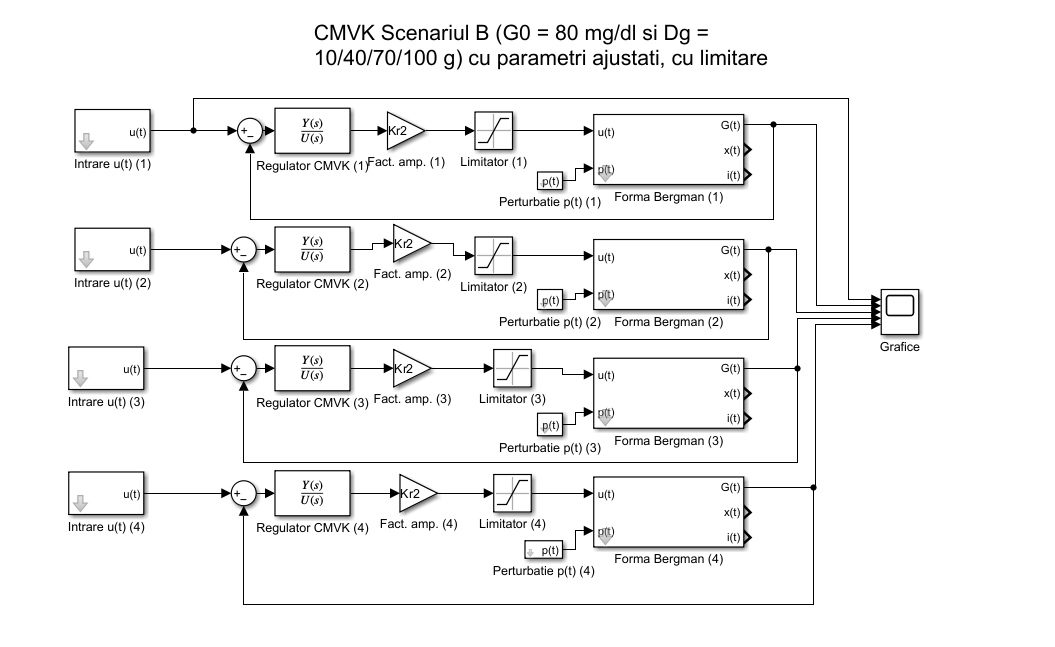 CMVK Scenariul B (G0 = 80 mg/dl si Dg =
10/40/70/100 g) cu parametri ajustati, cu limitare
u(t)
Intrare u(t) (1)
+
_
Y(s)
U(s)
Regulator CMVK (1)
Kr2
Fact. amp. (1)
Limitator (1)
p(t)
Perturbatie p(t) (1)
u(t)
p(t)
G(t)
x(t)
i(t)
Forma Bergman (1)
u(t)
Intrare u(t) (2)
+
_
Y(s)
U(s)
Regulator CMVK (2)
Kr2
Fact. amp. (2)
Limitator (2)
p(t)
Perturbatie p(t) (2)
u(t)
p(t)
G(t)
x(t)
i(t)
Forma Bergman (2)
Grafice
u(t)
Intrare u(t) (3)
+
_
Y(s)
U(s)
Regulator CMVK (3)
Kr2
Fact. amp. (3)
Limitator (3)
p(t)
Perturbatie p(t) (3)
u(t)
p(t)
G(t)
x(t)
i(t)
Forma Bergman (3)
u(t)
Intrare u(t) (4)
+
_
Y(s)
U(s)
Regulator CMVK (4)
Kr2
Fact. amp. (4)
Limitator (4)
p(t)
Perturbatie p(t) (4)
u(t)
p(t)
G(t)
x(t)
i(t)
Forma Bergman (4)